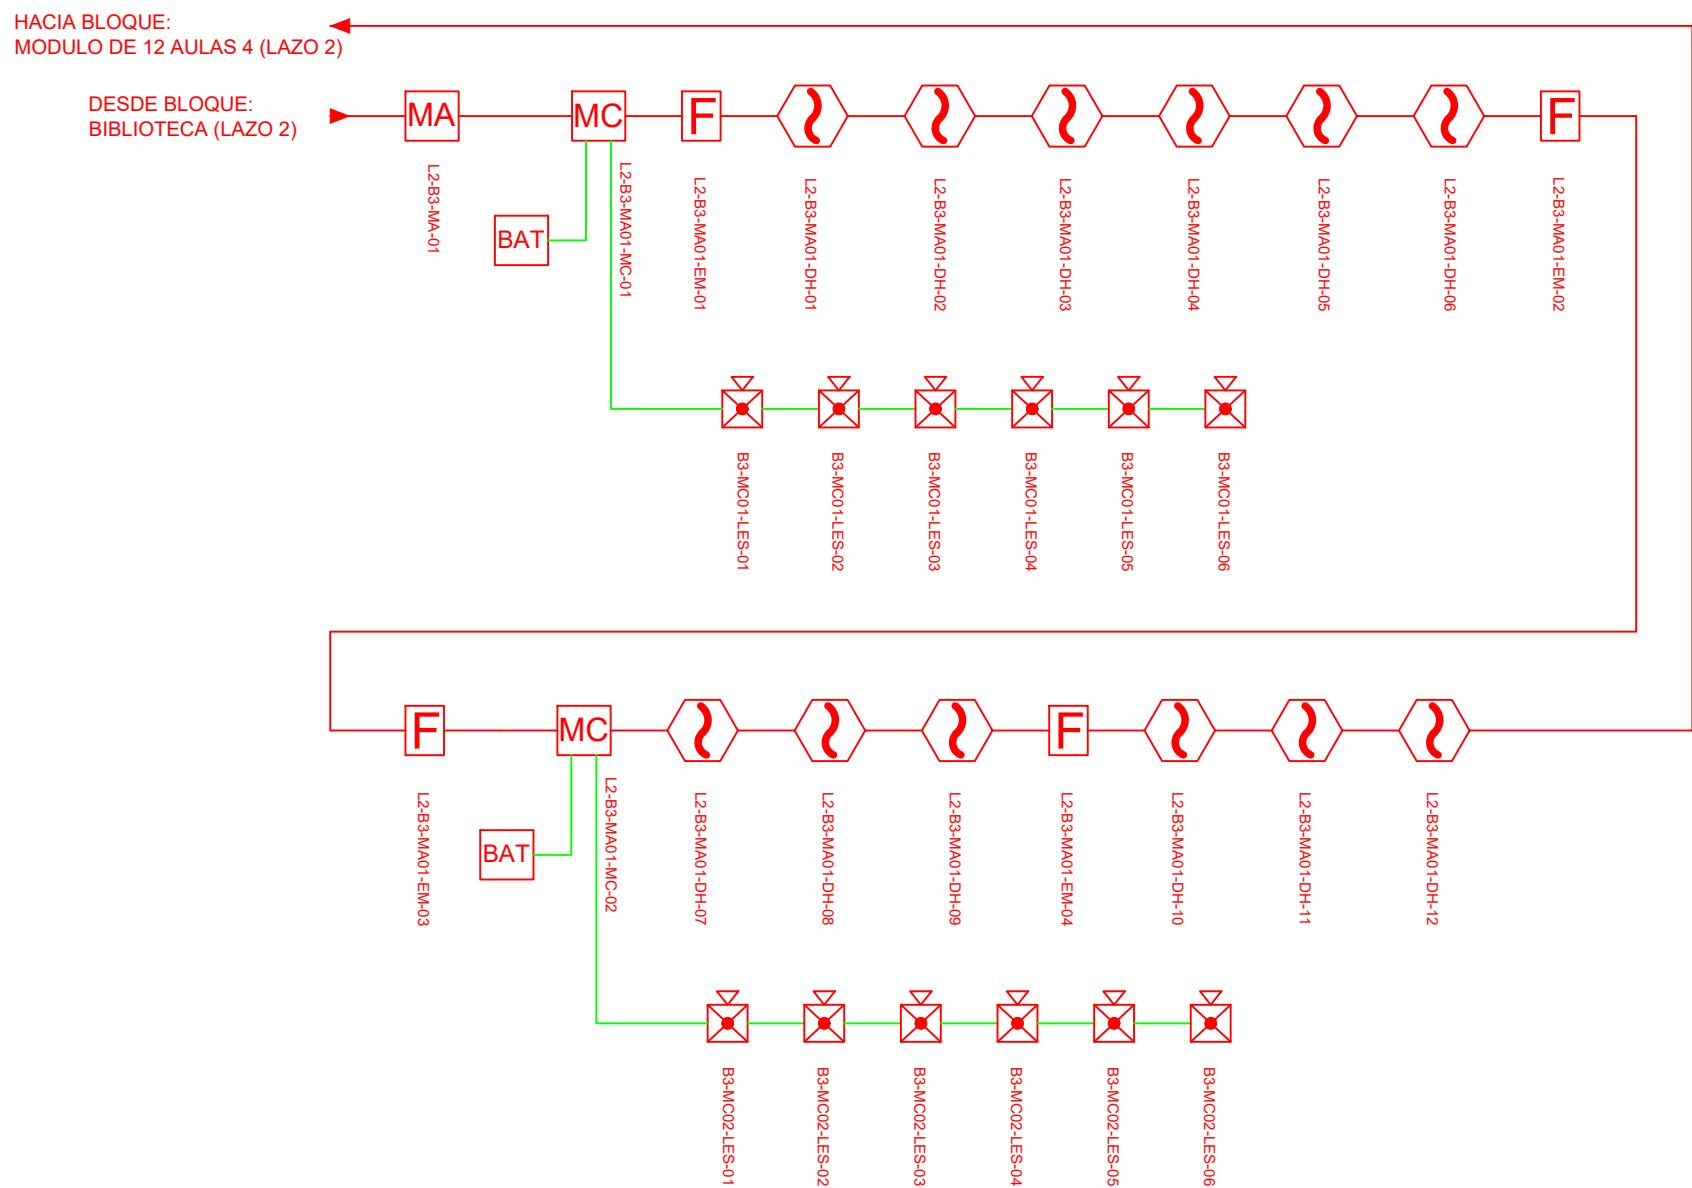 HACIA BLOQUE:
MODULO DE 12 AULAS 4 (LAZO 2)
DESDE BLOQUE:
BIBLIOTECA (LAZO 2)
MA
MC
F
F
L2-B3-MA-01
L2-B3-MA01-MC-01
L2-B3-MA01-EM-01
L2-B3-MA01-DH-01
L2-B3-MA01-DH-02
L2-B3-MA01-DH-03
L2-B3-MA01-DH-04
L2-B3-MA01-DH-05
L2-B3-MA01-DH-06
L2-B3-MA01-EM-02
BAT
B3-MC01-LES-01
B3-MC01-LES-02
B3-MC01-LES-03
B3-MC01-LES-04
B3-MC01-LES-05
B3-MC01-LES-06
F
MC
F
L2-B3-MA01-EM-03
L2-B3-MA01-MC-02
L2-B3-MA01-DH-07
L2-B3-MA01-DH-08
L2-B3-MA01-DH-09
L2-B3-MA01-EM-04
L2-B3-MA01-DH-10
L2-B3-MA01-DH-11
L2-B3-MA01-DH-12
BAT
B3-MC02-LES-01
B3-MC02-LES-02
B3-MC02-LES-03
B3-MC02-LES-04
B3-MC02-LES-05
B3-MC02-LES-06